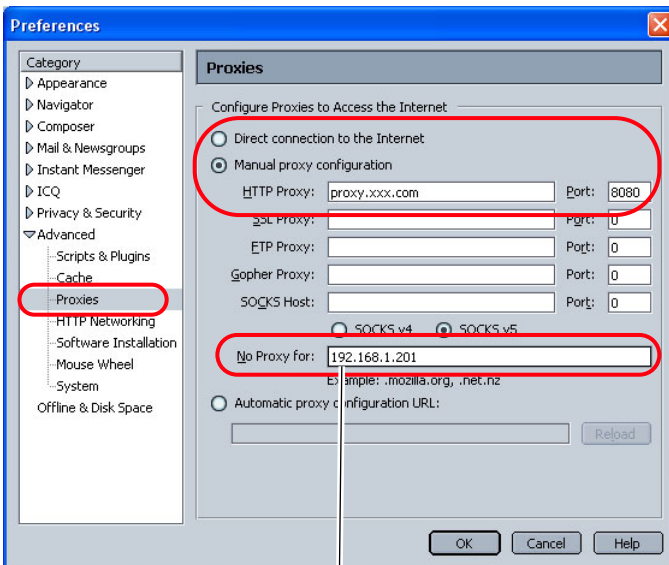 Preferences
Category
Appearance
Navigator
Composer
Mail & Newsgroups
Instant Messenger
ICQ
Privacy & Security
Advanced
Scripts & Plugins
Cache
Proxies
HTTP Networking
Software Installation
Mouse Wheel
System
Offline & Disk Space
Proxies
Configure Proxies to Access the Internet
Direct connection to the Internet
Manual proxy configuration
HTTP Proxy: proxy.xxx.com Port: 8080
SSL Proxy: Port: 0
FTP Proxy: Port: 0
Gopher Proxy: Port: 0
SOCKS Host: Port: 0
SOCKS v4 SOCKS v5
No Proxy for: 192.168.1.201
Example: .mozilla.org, .net.nz
Automatic proxy configuration URL:
Reload
OK Cancel Help